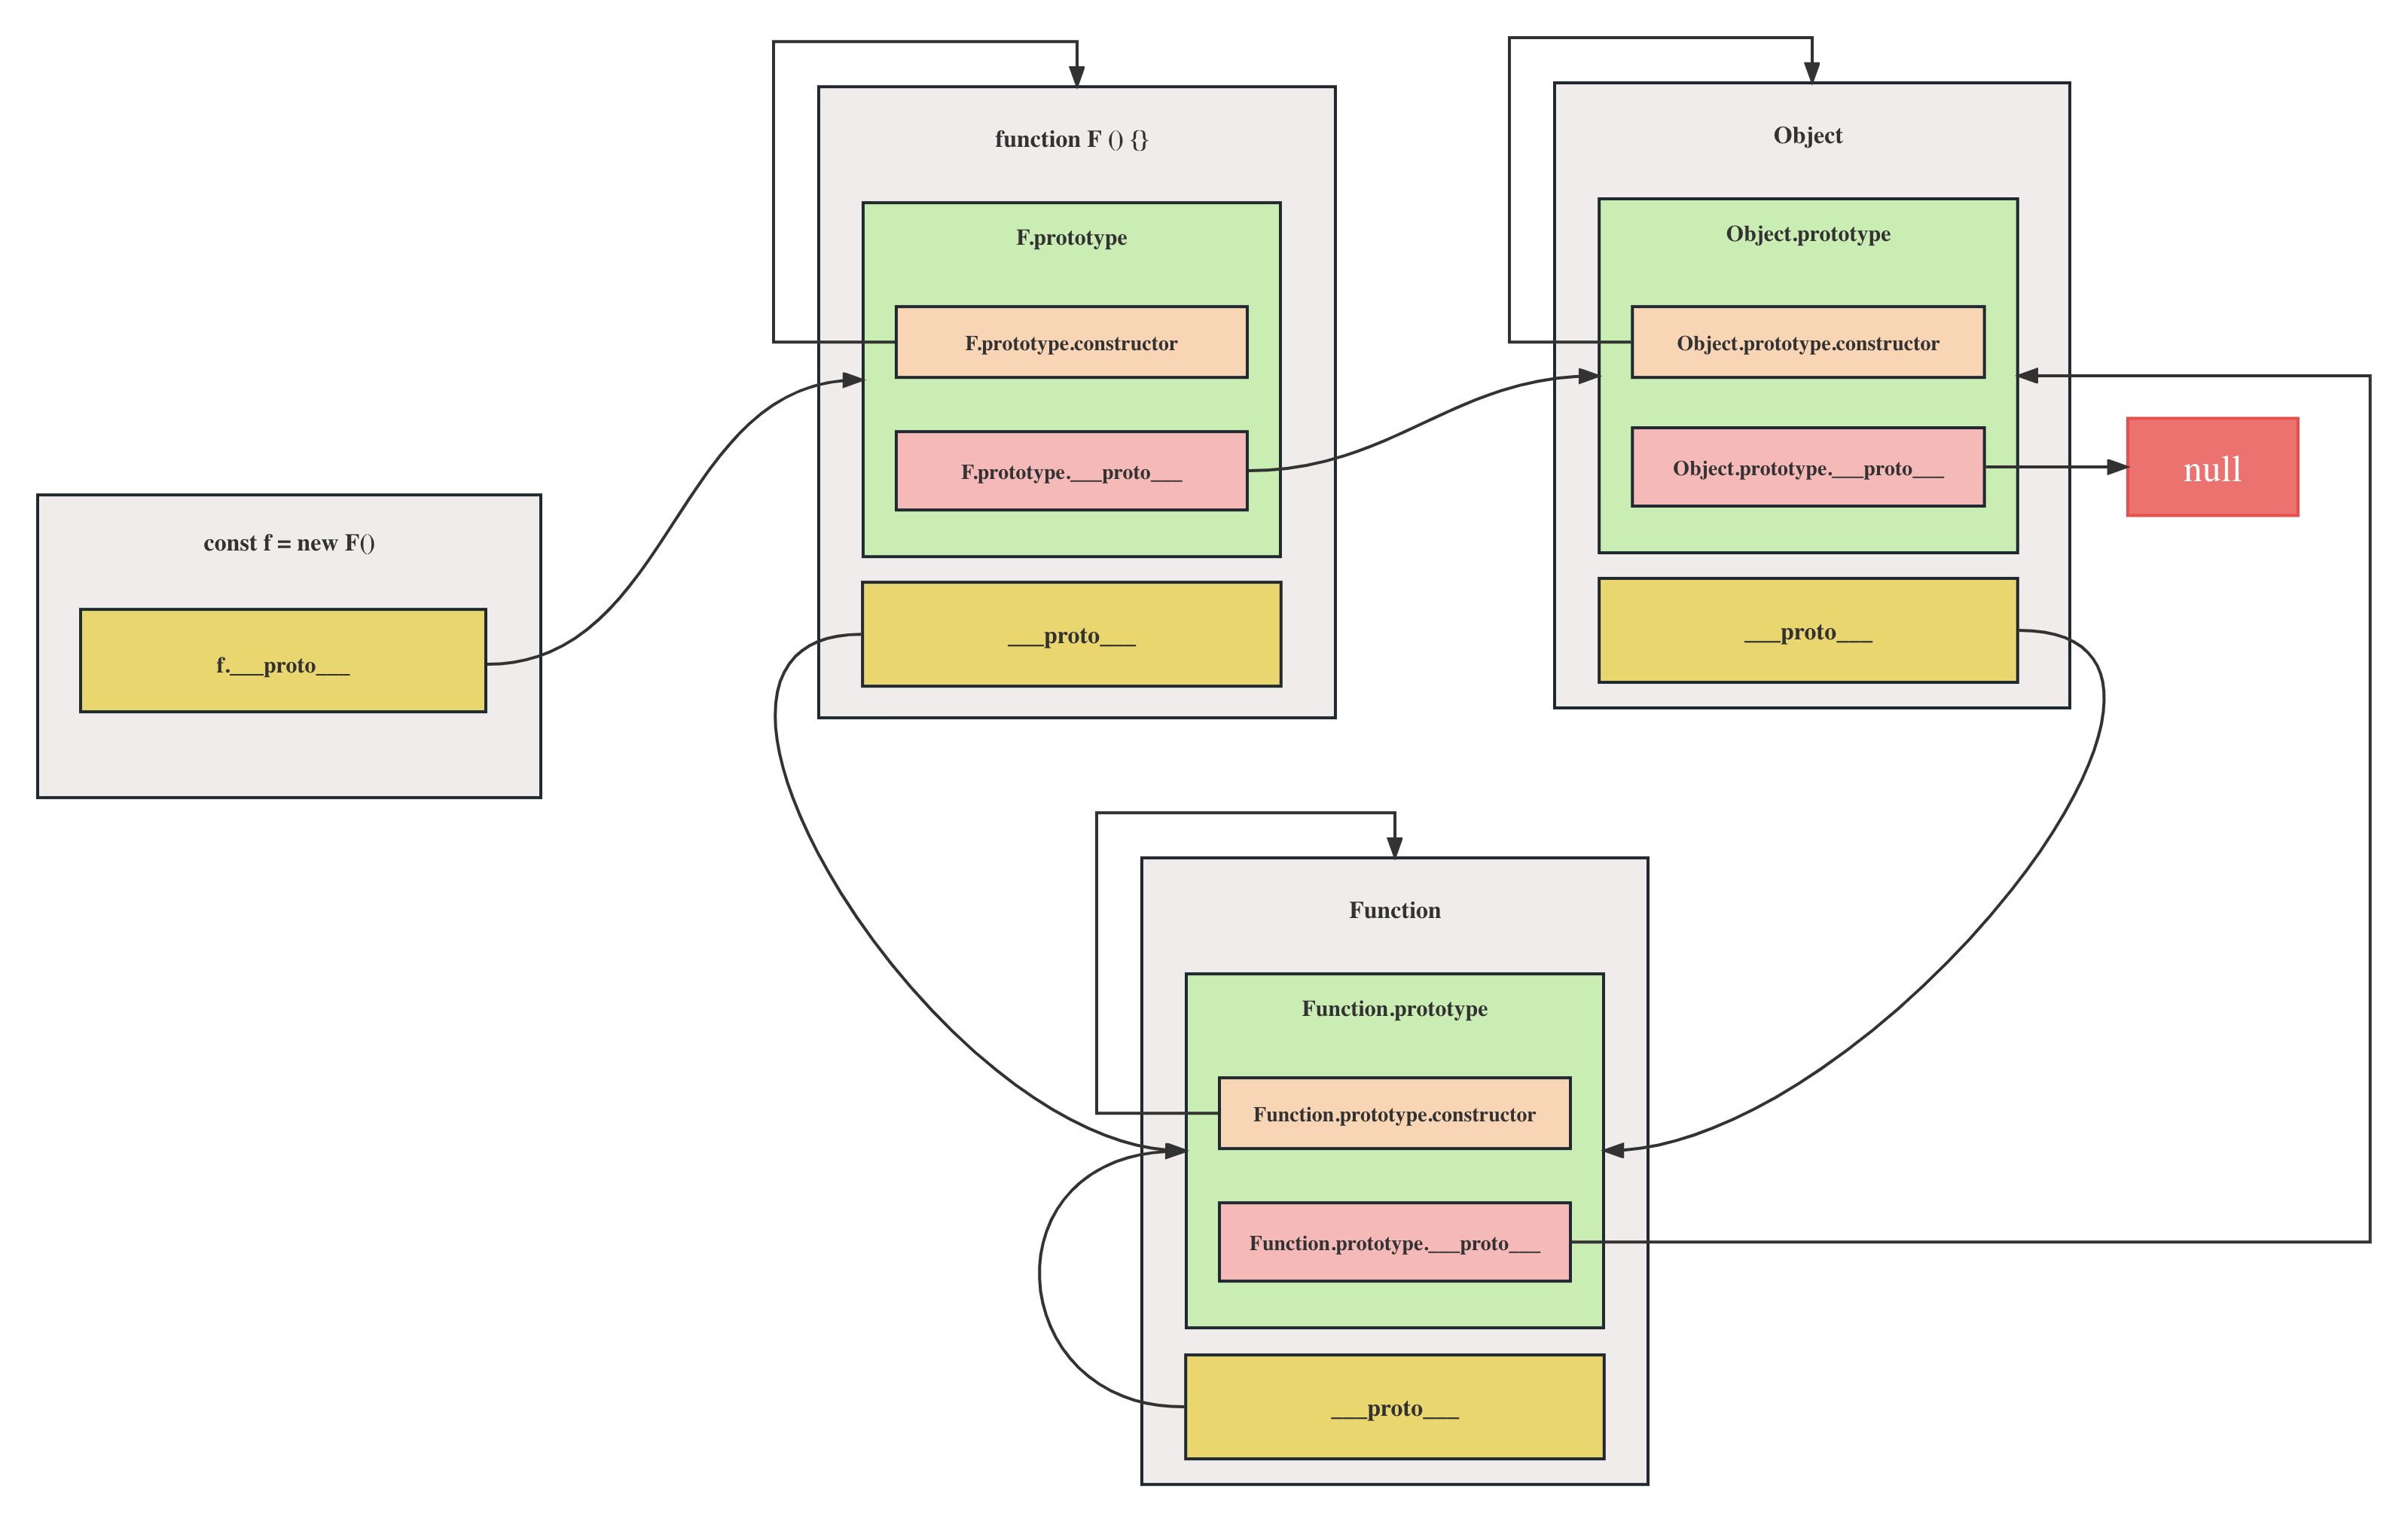 function F () {}
F.prototype
F.prototype.constructor
F.prototype.___proto___
___proto___
Object
Object.prototype
Object.prototype.constructor
Object.prototype.___proto___
___proto___
null
const f = new F()
f.___proto___
Function
Function.prototype
Function.prototype.constructor
Function.prototype.___proto___
___proto___